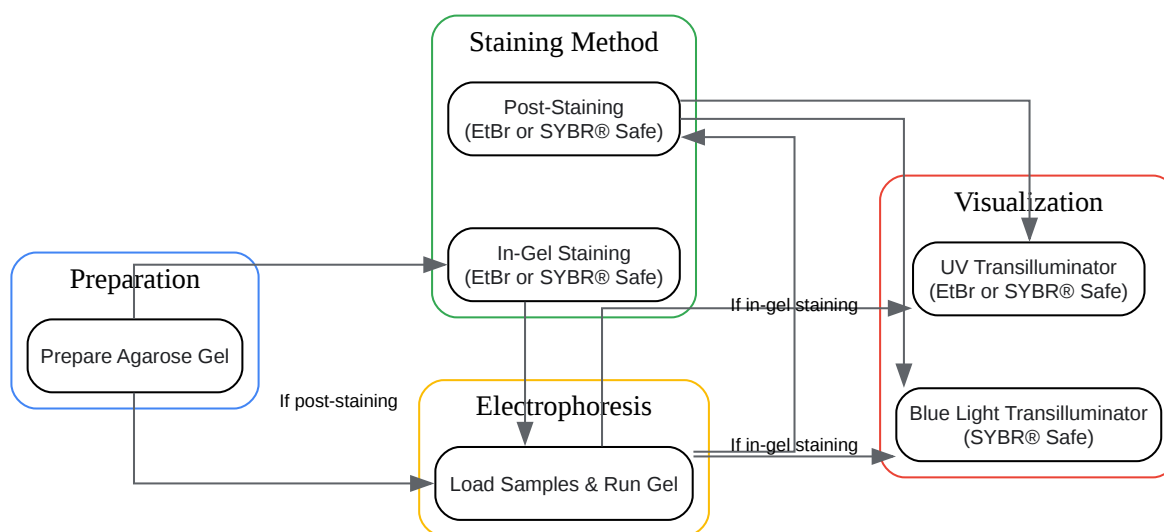 Staining Method
Post-Staining
(EtBr or SYBR® Safe)
In-Gel Staining
(EtBr or SYBR® Safe)
Visualization
UV Transilluminator
(EtBr or SYBR® Safe)
Blue Light Transilluminator
(SYBR® Safe)
Preparation
Prepare Agarose Gel
If post-staining
Electrophoresis
Load Samples & Run Gel
If in-gel staining
If in-gel staining